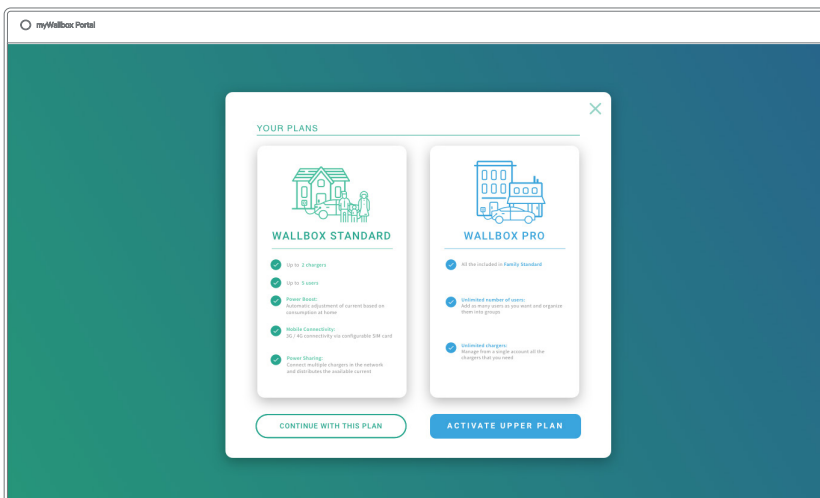 myWallbox Portal
YOUR PLANS
WALLBOX STANDARD
Up to 2 chargers
Up to 5 users
Power Boost:
Automatic adjustment of current based on
consumption at home
Mobile Connectivity:
3G / 4G connectivity via configurable SIM card
Power Sharing:
Connect multiple chargers in the network
and distributes the available current
CONTINUE WITH THIS PLAN
WALLBOX PRO
All the included in Family Standard
Unlimited number of users:
Add as many users as you want and organize
them into groups
Unlimited chargers:
Manage from a single account all the
chargers that you need
ACTIVATE UPPER PLAN